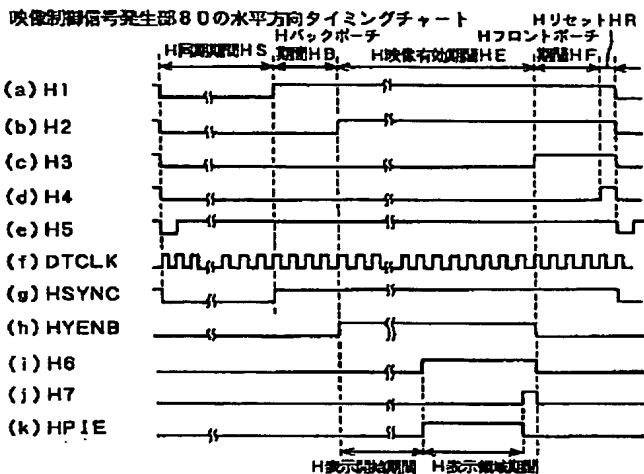 映像制御信号発生部80の水平方向タイミングチャート
HリセットHR
Hバックポーチ
Hフロントポーチ
H同期期間HS
期間HB
H映像有効期間HE
期間HF
(a) H1
(b) H2
(c) H3
(d) H4
(e) H5
(f) DTCLK
(g) HSYNC
(h) HYENB
(i) H6
(j) H7
(k) HPIE
H表示開始期間
H表示領域期間